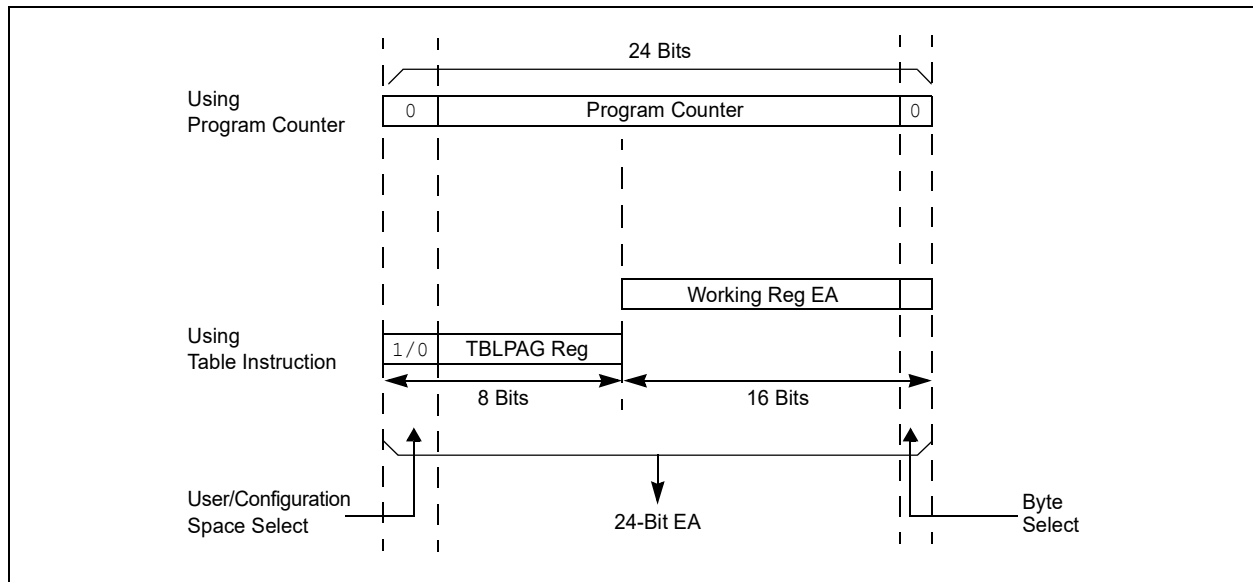 24 Bits
Using
Program Counter
0
Program Counter
0
Working Reg EA
Using
Table Instruction
1/0
TBLPAG Reg
8 Bits
16 Bits
User/Configuration
Space Select
24-Bit EA
Byte
Select